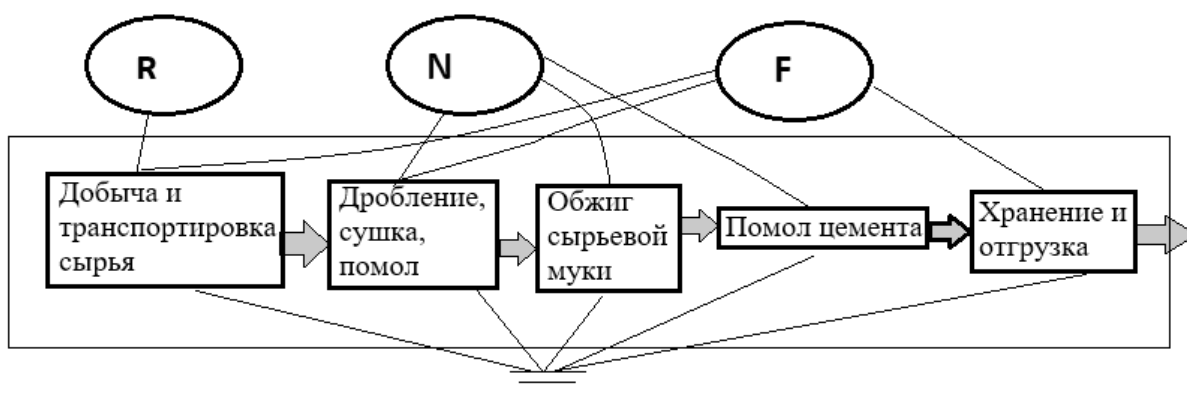 R
N
F
Добыча и
транспортировка
сырья
Дробление,
сушка,
помол
Обжиг
сырьевой
муки
Помол цемента
Хранение и
отгрузка